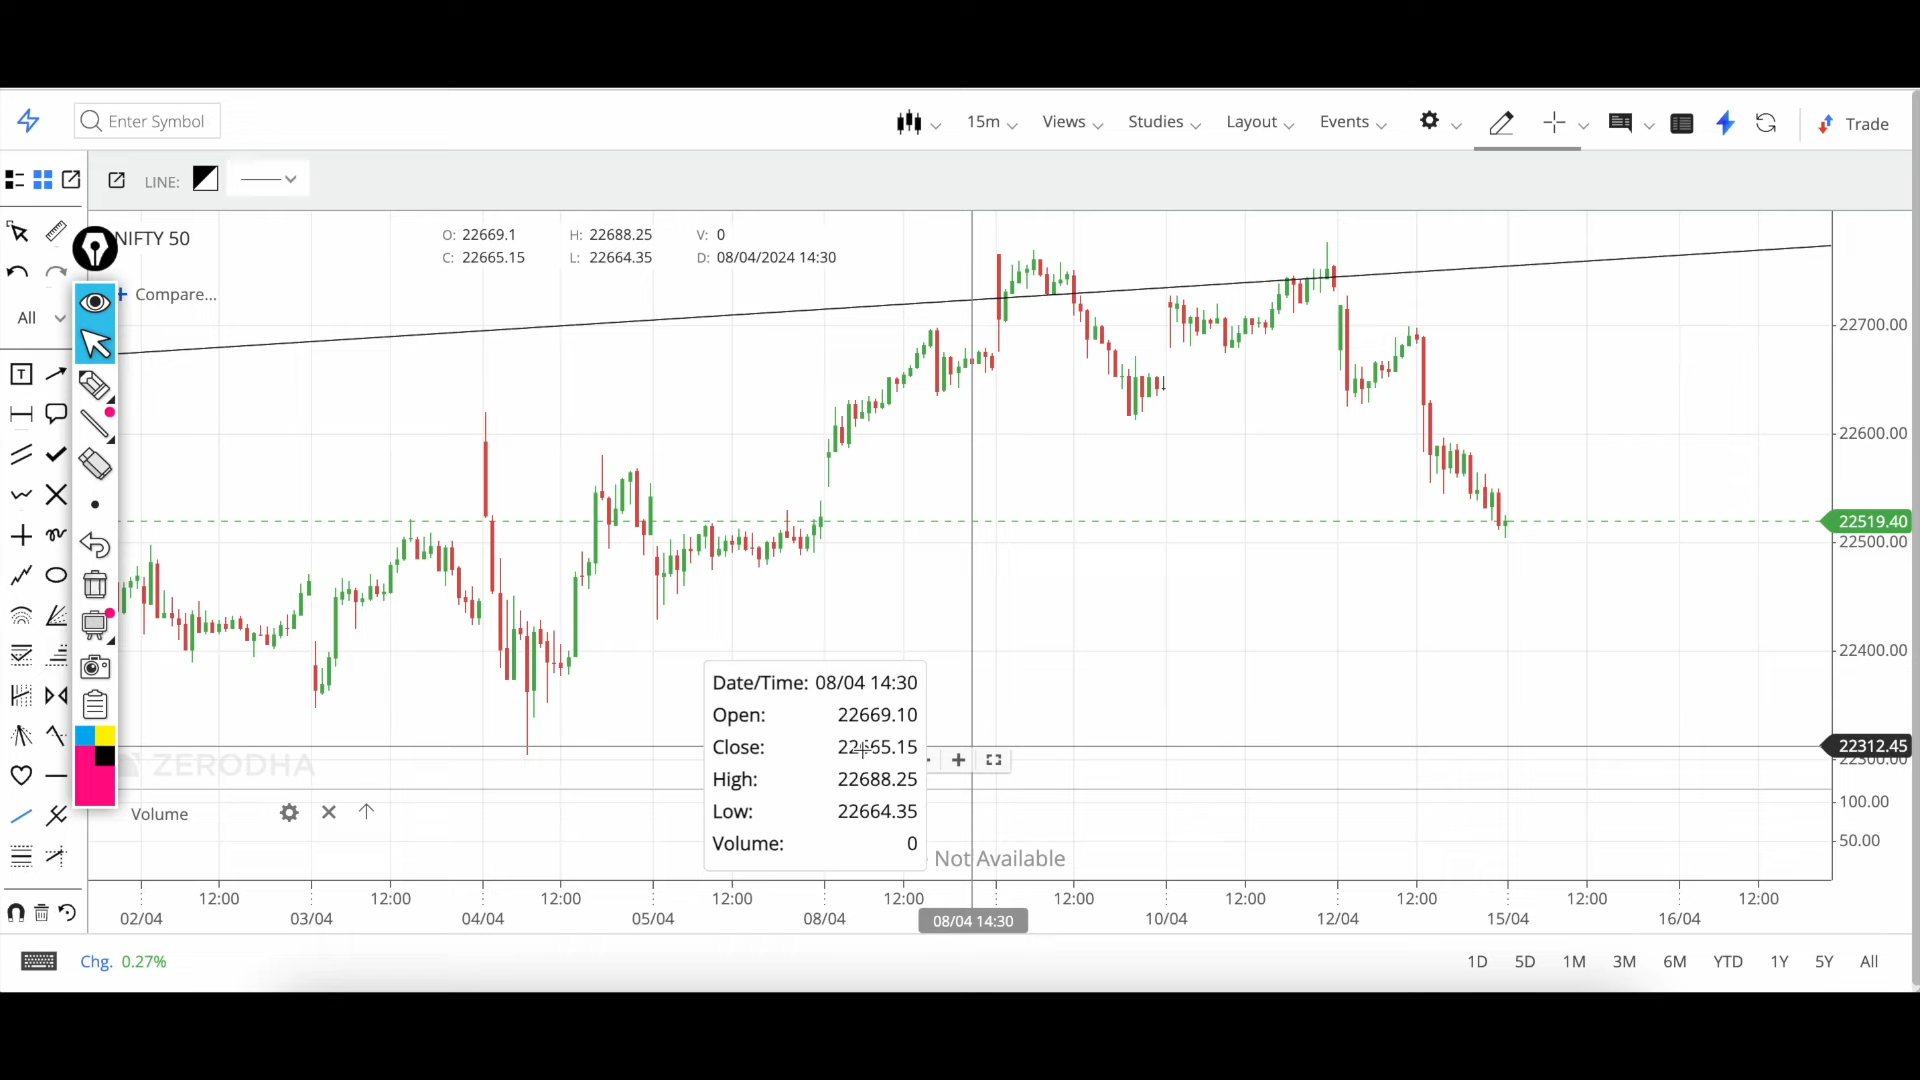 Enter Symbol
15m
Views
Studies
Layout
Events
Trade
LINE:
NIFTY 50
O: 22669.1 H: 22688.25 V: 0
C: 22665.15 L: 22664.35 D: 08/04/2024 14:30
+ Compare...
All
T
22700.00
22600.00
22519.40
22500.00
22400.00
22312.45
ZERODHA
Date/Time: 08/04 14:30
Open: 22669.10
Close: 22665.15
High: 22688.25
Low: 22664.35
Volume: 0
Volume
Not Available
100.00
50.00
12:00 12:00 12:00 12:00 12:00 12:00 12:00 12:00 12:00 12:00
02/04 03/04 04/04 05/04 08/04 08/04 14:30 10/04 12/04 15/04 16/04
Chg. 0.27%
1D 5D 1M 3M 6M YTD 1Y 5Y All